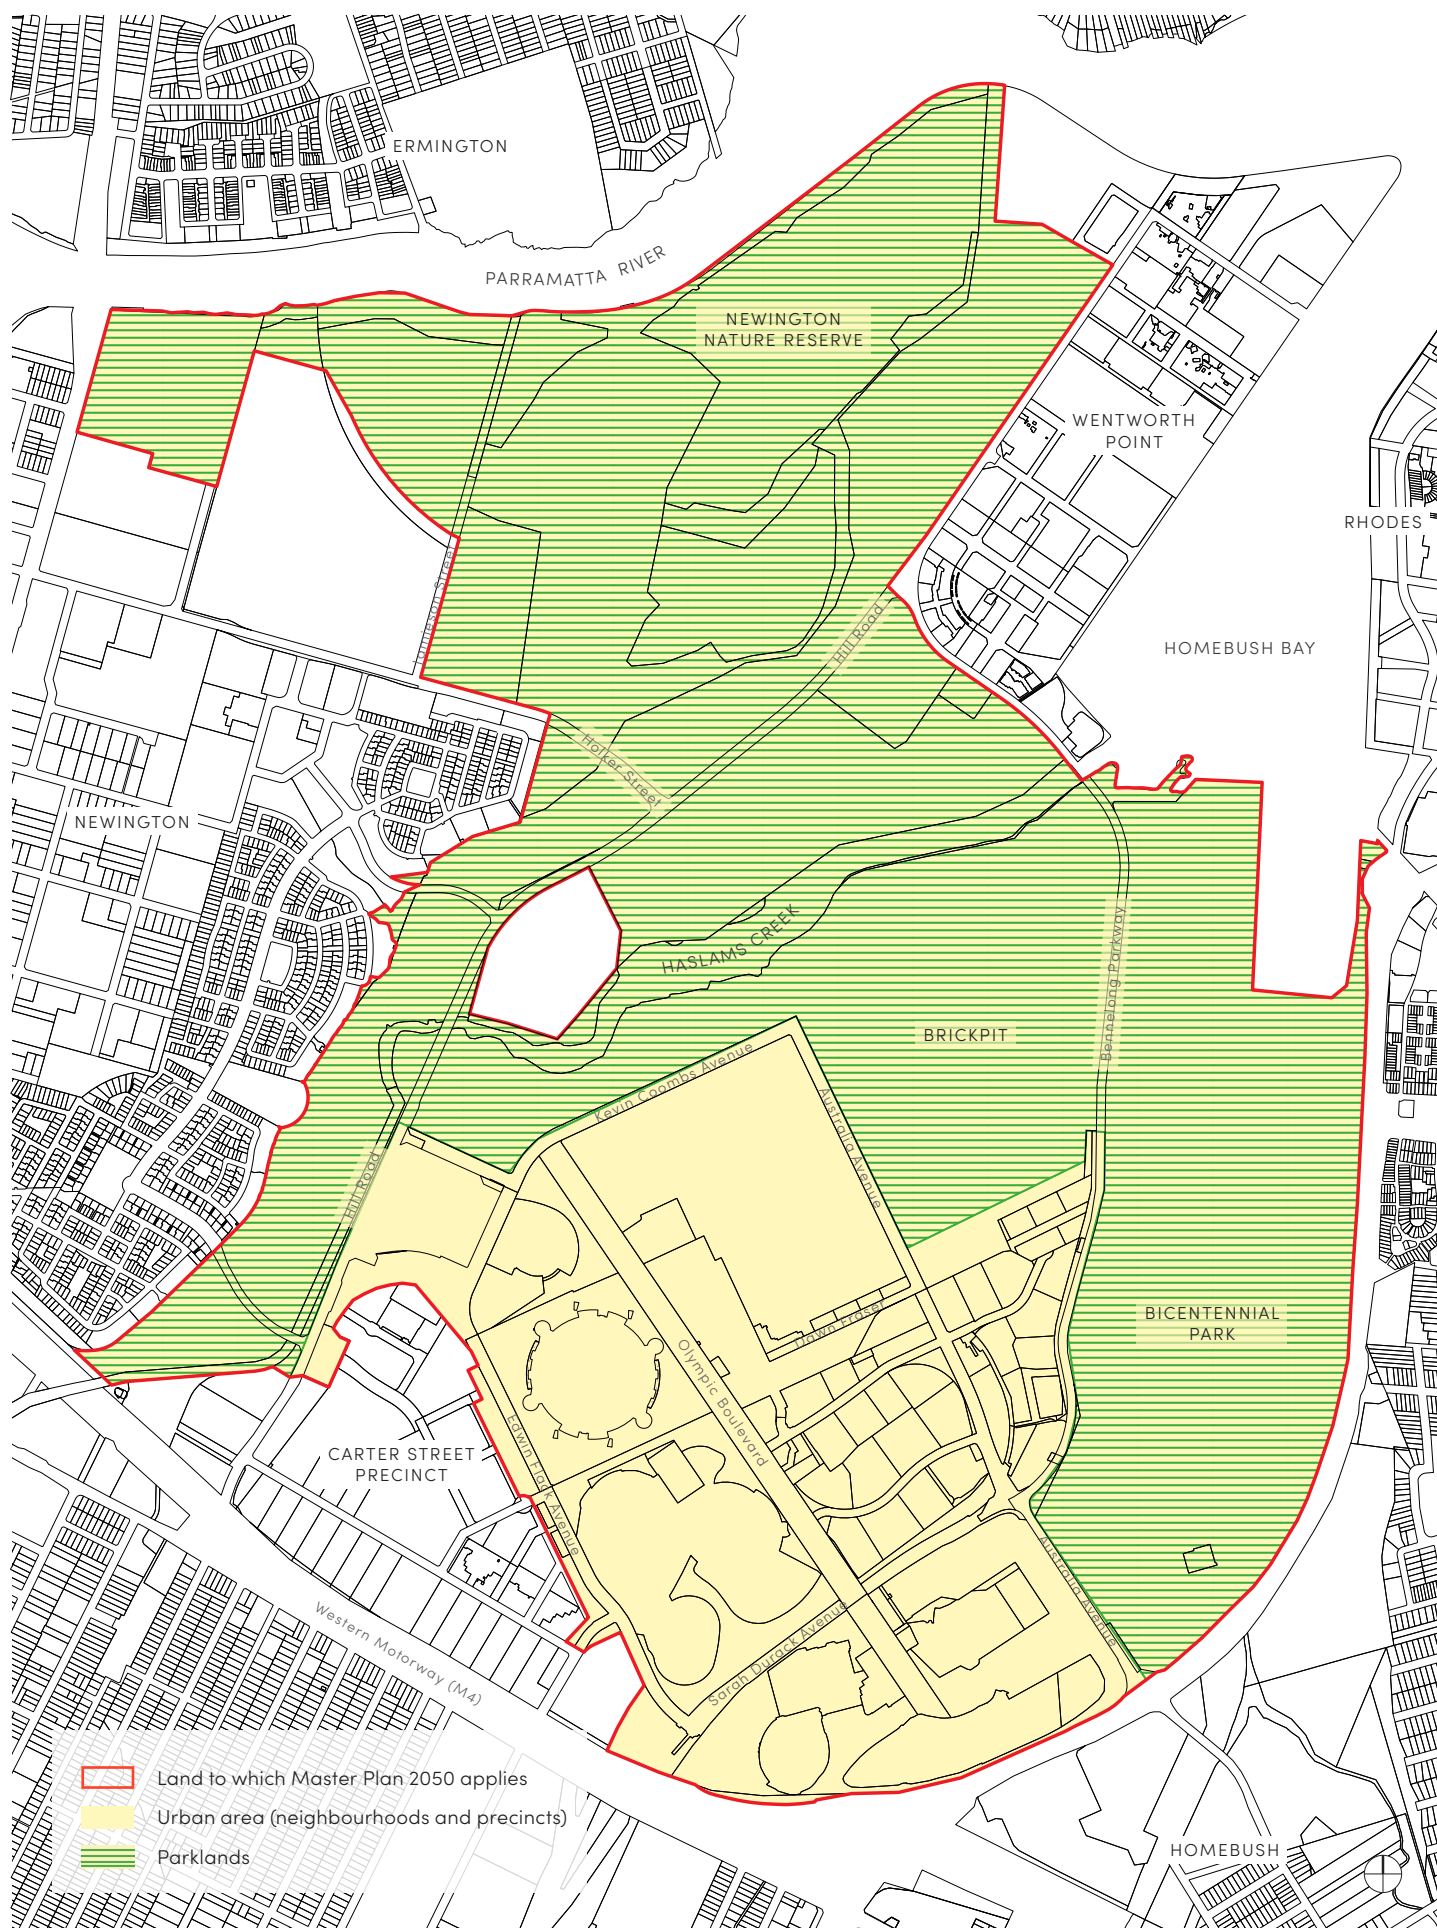 ERMINGTON
PARRAMATTA RIVER
NEWINGTON
NATURE RESERVE
WENTWORTH
POINT
RHODES
Jamieson Street
Hill Road
HOMEBUSH BAY
Holker Street
NEWINGTON
HASLAMS CREEK
Bennelong Parkway
BRICKPIT
Kevin Coombs Avenue
Australia Avenue
Hill Road
BICENTENNIAL
PARK
Dawn Fraser
Olympic Boulevard
CARTER STREET
PRECINCT
Edwin Flack Avenue
Australia Avenue
Sarah Durack Avenue
Western Motorway (M4)
Land to which Master Plan 2050 applies
Urban area (neighbourhoods and precincts)
Parklands
HOMEBUSH